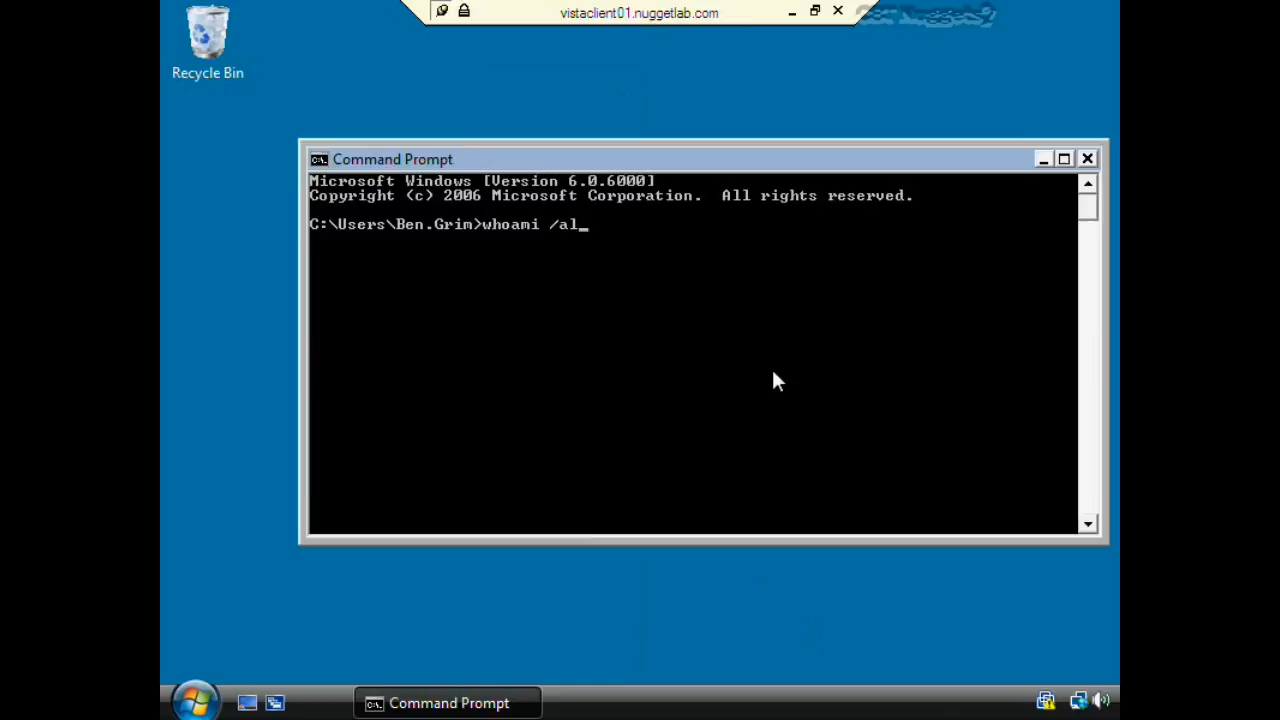 vistaclient01.nuggetlab.com
Recycle Bin
Command Prompt
Microsoft Windows [Version 6.0.6000]
Copyright (c) 2006 Microsoft Corporation.  All rights reserved.
C:\Users\Ben.Grim>whoami /al_
Command Prompt